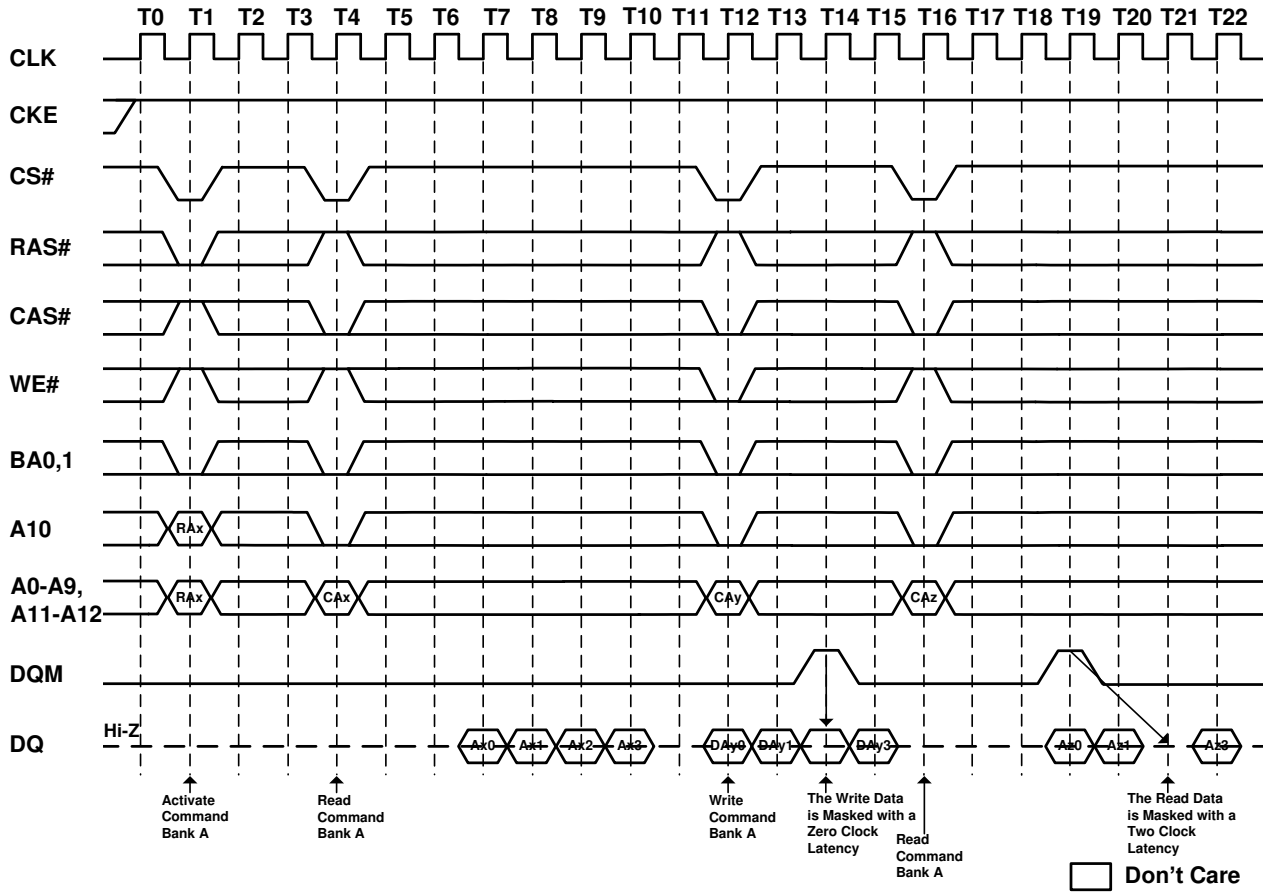 T0 T1 T2 T3 T4 T5 T6 T7 T8 T9 T10 T11 T12 T13 T14 T15 T16 T17 T18 T19 T20 T21 T22
CLK
CKE
CS#
RAS#
CAS#
WE#
BA0,1
A10 RAx
A0-A9,
A11-A12 RAx CAx CAy CAz
DQM
DQ Hi-Z Ax0 Ax1 Ax2 Ax3 DAy0 DAy1 DAy3 Az0 Az1 Az3
Activate
Command
Bank A
Read
Command
Bank A
Write
Command
Bank A
The Write Data
is Masked with a
Zero Clock
Latency
Read
Command
Bank A
The Read Data
is Masked with a
Two Clock
Latency
Don't Care